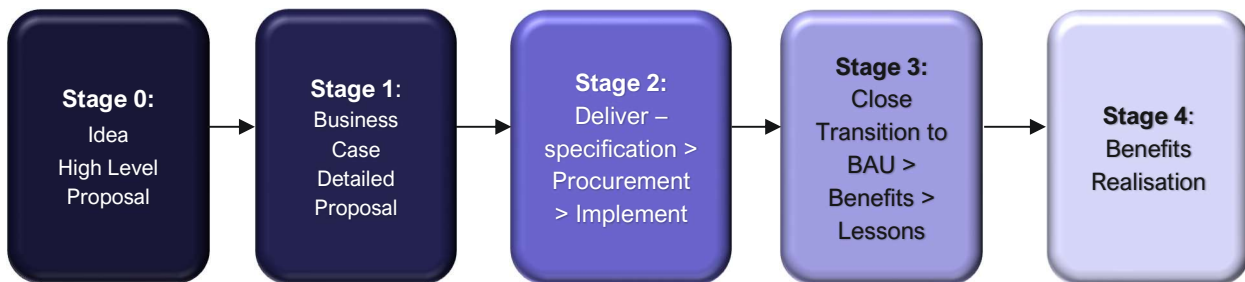 Stage 0:
Idea
High Level
Proposal
Stage 1:
Business
Case
Detailed
Proposal
Stage 2:
Deliver –
specification >
Procurement
> Implement
Stage 3:
Close
Transition to
BAU >
Benefits >
Lessons
Stage 4:
Benefits
Realisation